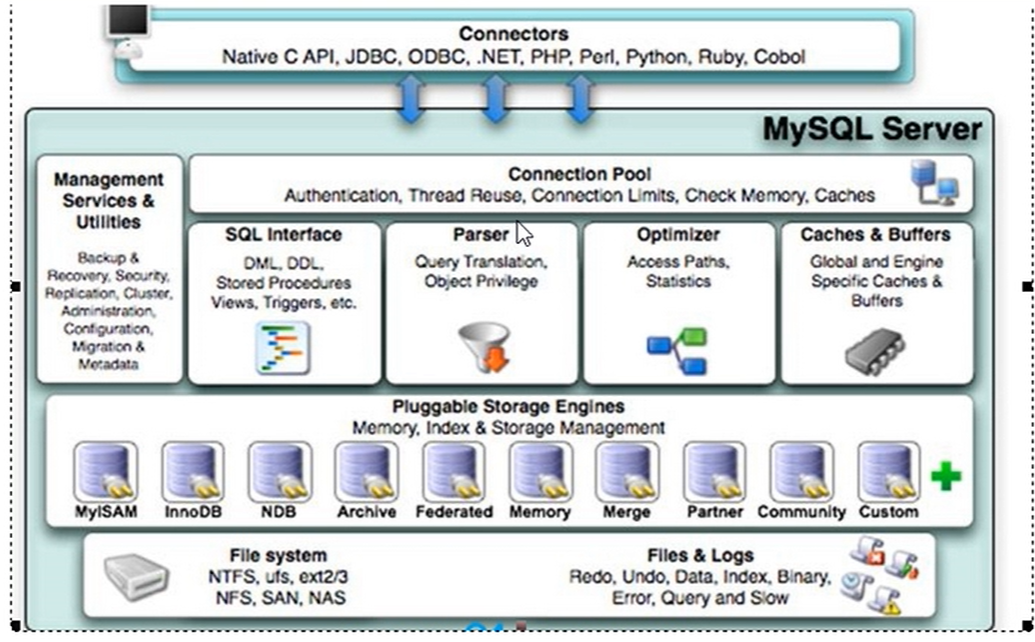 Connectors
Native C API, JDBC, ODBC, .NET, PHP, Perl, Python, Ruby, Cobol
MySQL Server
Management
Services &
Utilities
Backup &
Recovery, Security,
Replication, Cluster,
Administration,
Configuration,
Migration &
Metadata
Connection Pool
Authentication, Thread Reuse, Connection Limits, Check Memory, Caches
SQL Interface
DML, DDL,
Stored Procedures
Views, Triggers, etc.
Parser
Query Translation,
Object Privilege
Optimizer
Access Paths,
Statistics
Caches & Buffers
Global and Engine
Specific Caches &
Buffers
Pluggable Storage Engines
Memory, Index & Storage Management
MyISAM
InnoDB
NDB
Archive
Federated
Memory
Merge
Partner
Community
Custom
File system
NTFS, ufs, ext2/3
NFS, SAN, NAS
Files & Logs
Redo, Undo, Data, Index, Binary,
Error, Query and Slow